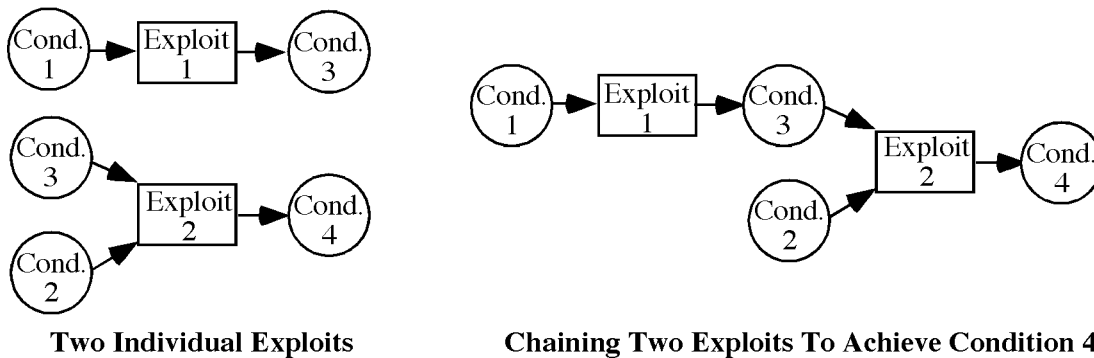 Cond.
1
Exploit
1
Cond.
3
Cond.
3
Cond.
2
Exploit
2
Cond.
4
Two Individual Exploits
Cond.
1
Exploit
1
Cond.
3
Cond.
2
Exploit
2
Cond.
4
Chaining Two Exploits To Achieve Condition 4